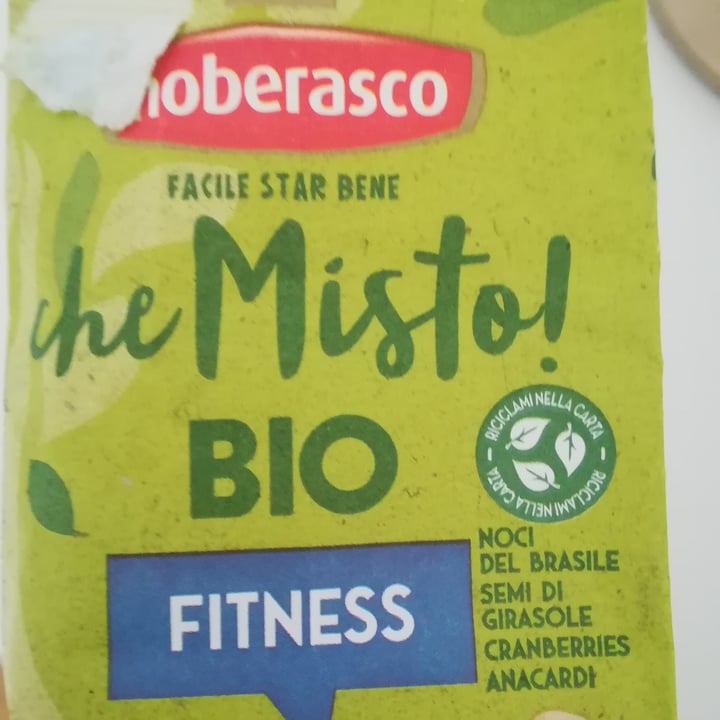 noberasco
FACILE STAR BENE
che Misto!
BIO
RICICLAMI NELLA CARTA
RICICLAMI NELLA CARTA
FITNESS
NOCI
DEL BRASILE
SEMI DI
GIRASOLE
CRANBERRIES
ANACARDI